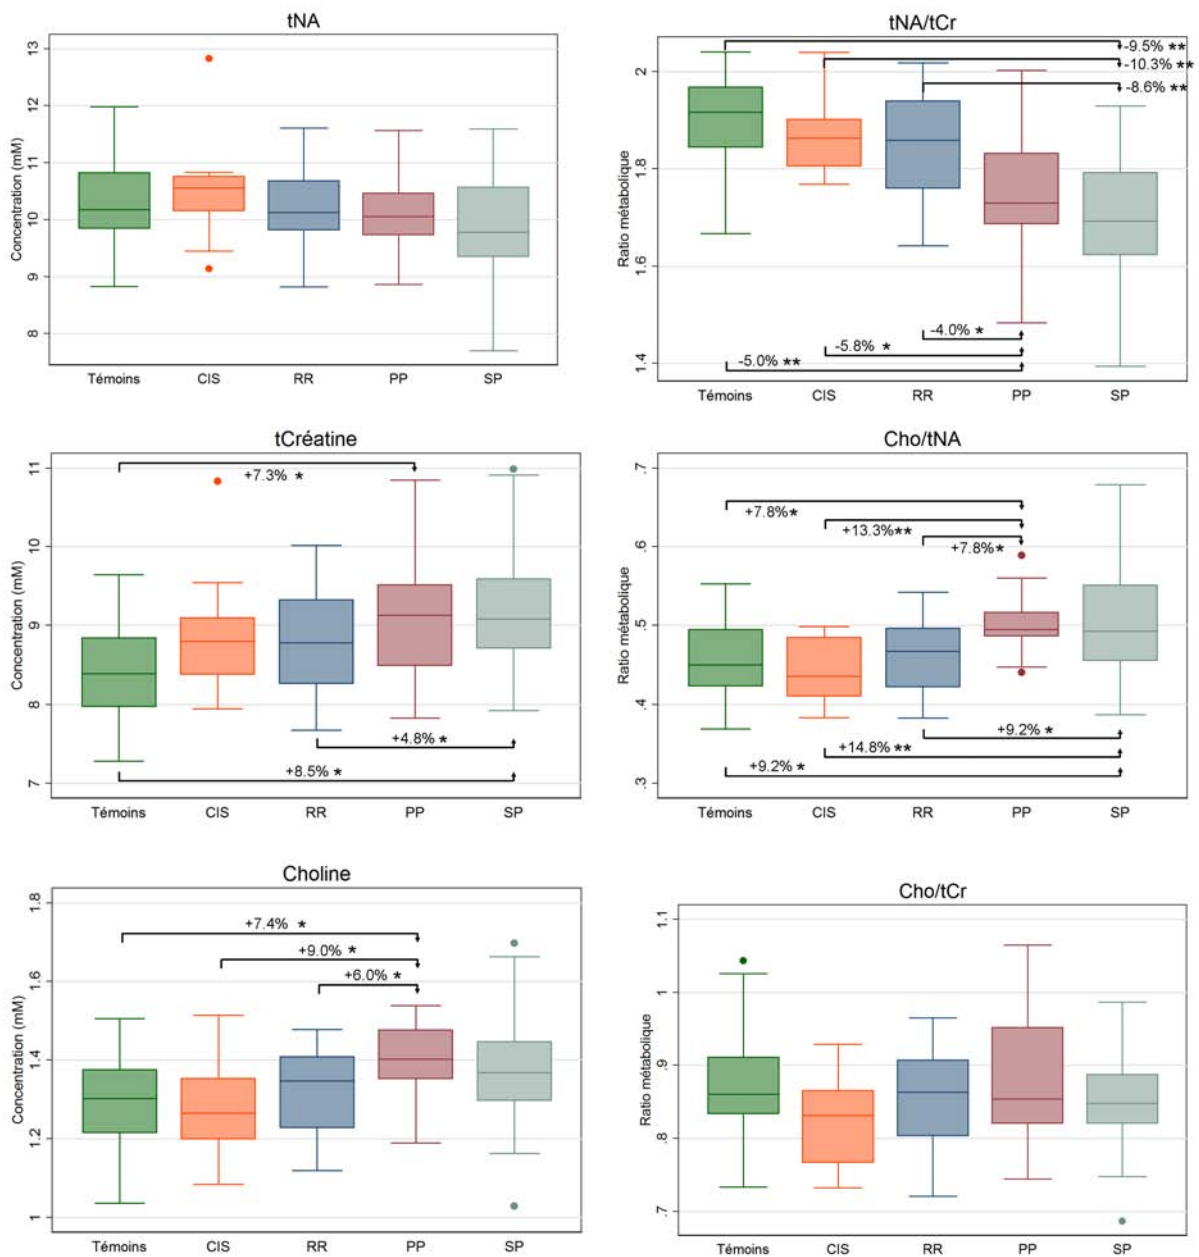 tNA
13
12
11
10
9
8
Concentration (mM)
Témoins CIS RR PP SP
tNA/tCr
2
1.8
1.6
1.4
Ratio métabolique
-9.5% **
-10.3% **
-8.6% **
-4.0% *
-5.8% *
-5.0% **
Témoins CIS RR PP SP
tCréatine
11
10
9
8
7
Concentration (mM)
+7.3% *
+4.8% *
+8.5% *
Témoins CIS RR PP SP
Cho/tNA
.7
.6
.5
.4
.3
Ratio métabolique
+7.8%*
+13.3%**
+7.8%*
+9.2% *
+14.8% **
+9.2% *
Témoins CIS RR PP SP
Choline
1.8
1.6
1.4
1.2
1
Concentration (mM)
+7.4% *
+9.0% *
+6.0% *
Témoins CIS RR PP SP
Cho/tCr
1.1
1
.9
.8
.7
Ratio métabolique
Témoins CIS RR PP SP